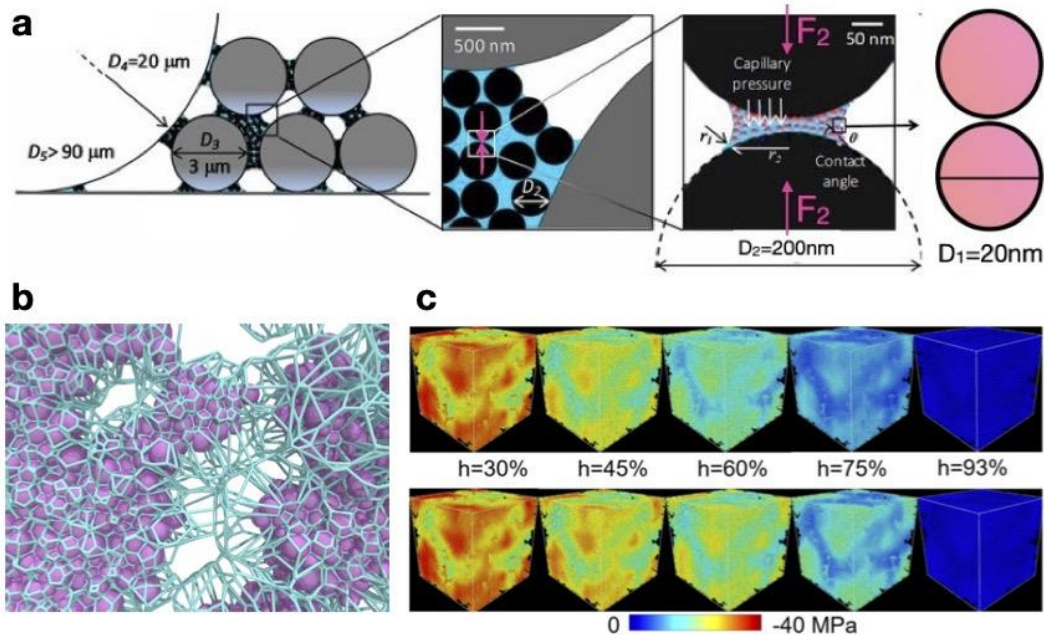 a
D4=20 µm
D5> 90 µm
D3
3 µm
500 nm
D2
F2
50 nm
Capillary
pressure
r1
r2
θ
Contact
angle
F2
D2=200nm
D1=20nm
b
c
h=30%
h=45%
h=60%
h=75%
h=93%
0
-40 MPa